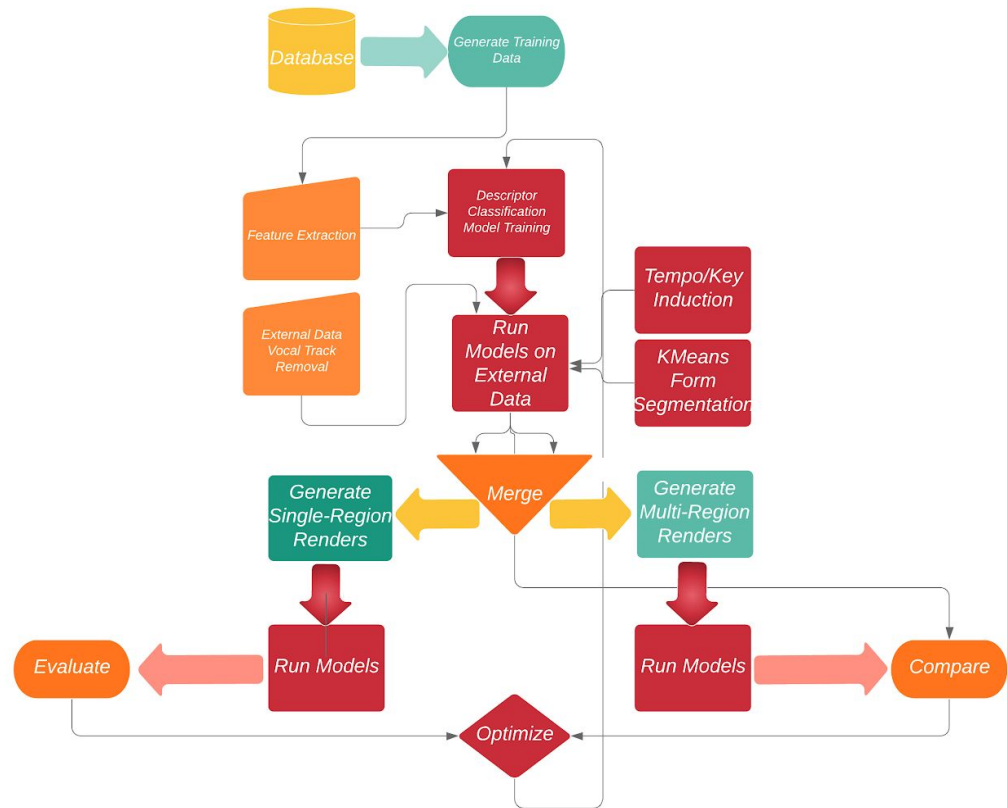 Database
Generate Training
Data
Feature Extraction
Descriptor
Classification
Model Training
External Data
Vocal Track
Removal
Run
Models on
External
Data
Tempo/Key
Induction
KMeans
Form
Segmentation
Merge
Generate
Single-Region
Renders
Generate
Multi-Region
Renders
Evaluate
Run Models
Run Models
Compare
Optimize